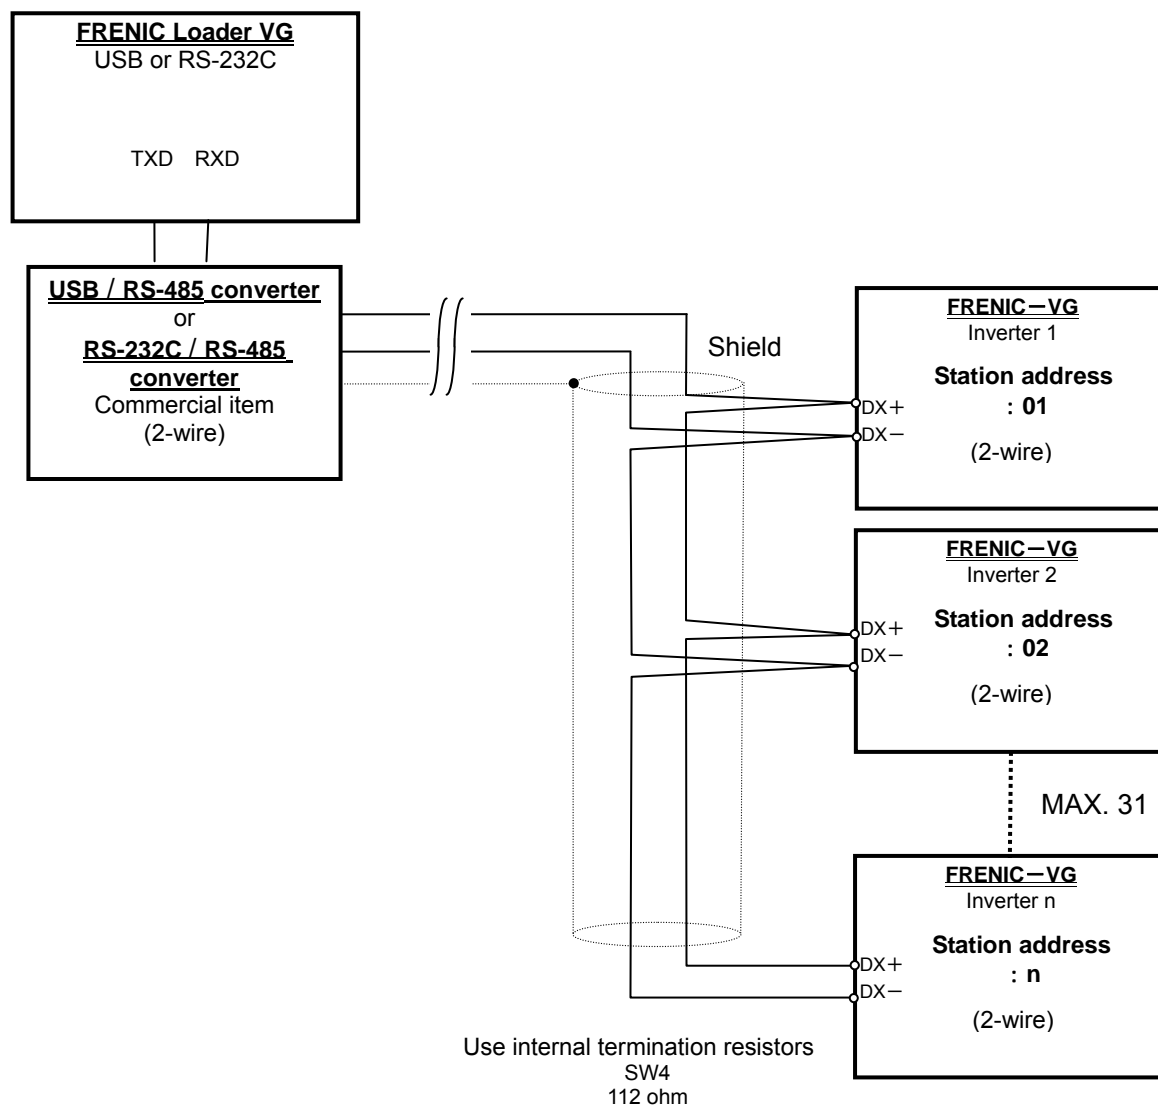 FRENIC Loader VG
USB or RS-232C
TXD RXD
USB / RS-485 converter
or
RS-232C / RS-485
converter
Commercial item
(2-wire)
Shield
FRENIC－VG
Inverter 1
Station address
: 01
DX＋
DX－
(2-wire)
FRENIC－VG
Inverter 2
Station address
: 02
DX＋
DX－
(2-wire)
MAX. 31
FRENIC－VG
Inverter n
Station address
: n
DX＋
DX－
(2-wire)
Use internal termination resistors
SW4
112 ohm